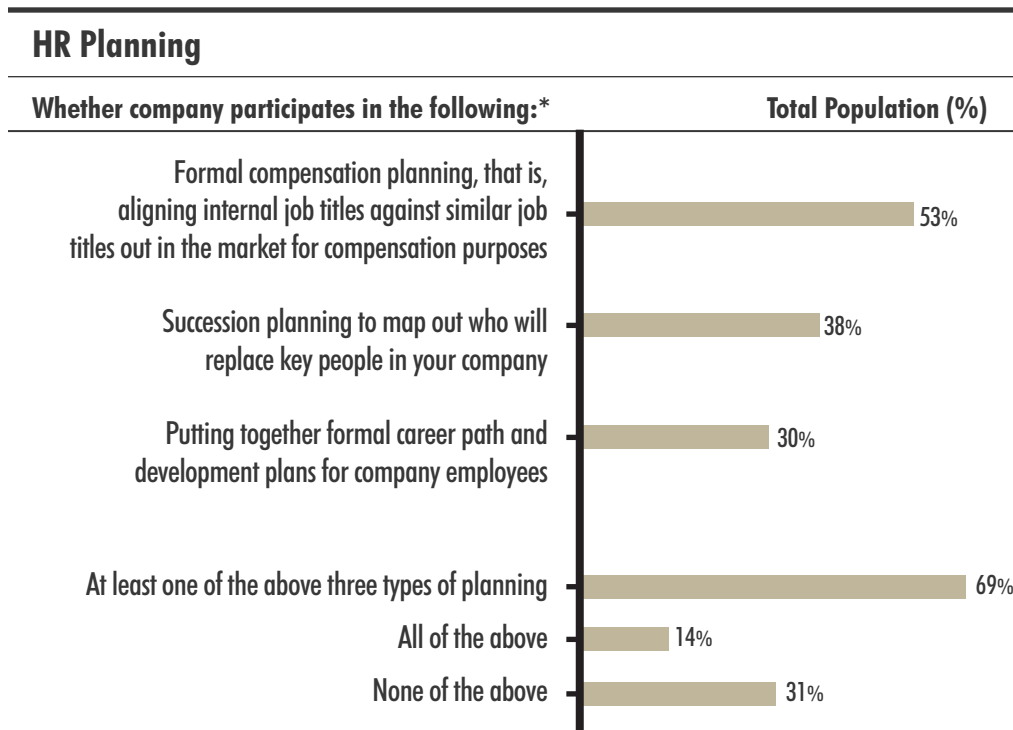 HR Planning
Whether company participates in the following:* Total Population (%)
Formal compensation planning, that is,
aligning internal job titles against similar job
titles out in the market for compensation purposes
53%
Succession planning to map out who will
replace key people in your company
38%
Putting together formal career path and
development plans for company employees
30%
At least one of the above three types of planning
69%
All of the above
14%
None of the above
31%